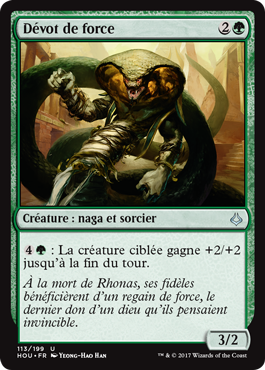 Dévot de force 2
Créature : naga et sorcier
4 : La créature ciblée gagne +2/+2
jusqu'à la fin du tour.
À la mort de Rhonas, ses fidèles
bénéficièrent d'un regain de force, le
dernier don d'un dieu qu'ils pensaient
invincible.
3/2
113/199 U
HOU • FR Yeong-Hao Han
™ & © 2017 Wizards of the Coast